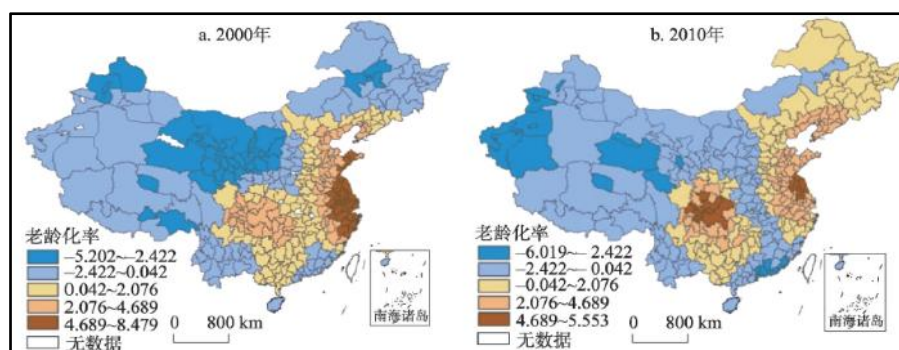 a. 2000年
老龄化率
−5.202~−2.422
−2.422~0.042
0.042~2.076
2.076~4.689
4.689~8.479
无数据
0 800 km
南海诸岛
b. 2010年
老龄化率
−6.019~−2.422
−2.422~−0.042
−0.042~2.076
2.076~4.689
4.689~5.553
无数据
0 800 km
南海诸岛